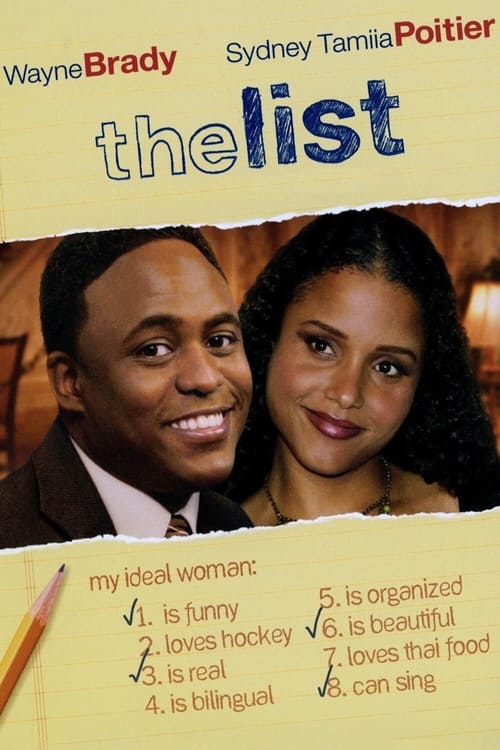 WayneBrady
Sydney TamiiaPoitier
thelist
my ideal woman:
✓1. is funny
2. loves hockey
✓3. is real
4. is bilingual
5. is organized
✓6. is beautiful
7. loves thai food
✓8. can sing